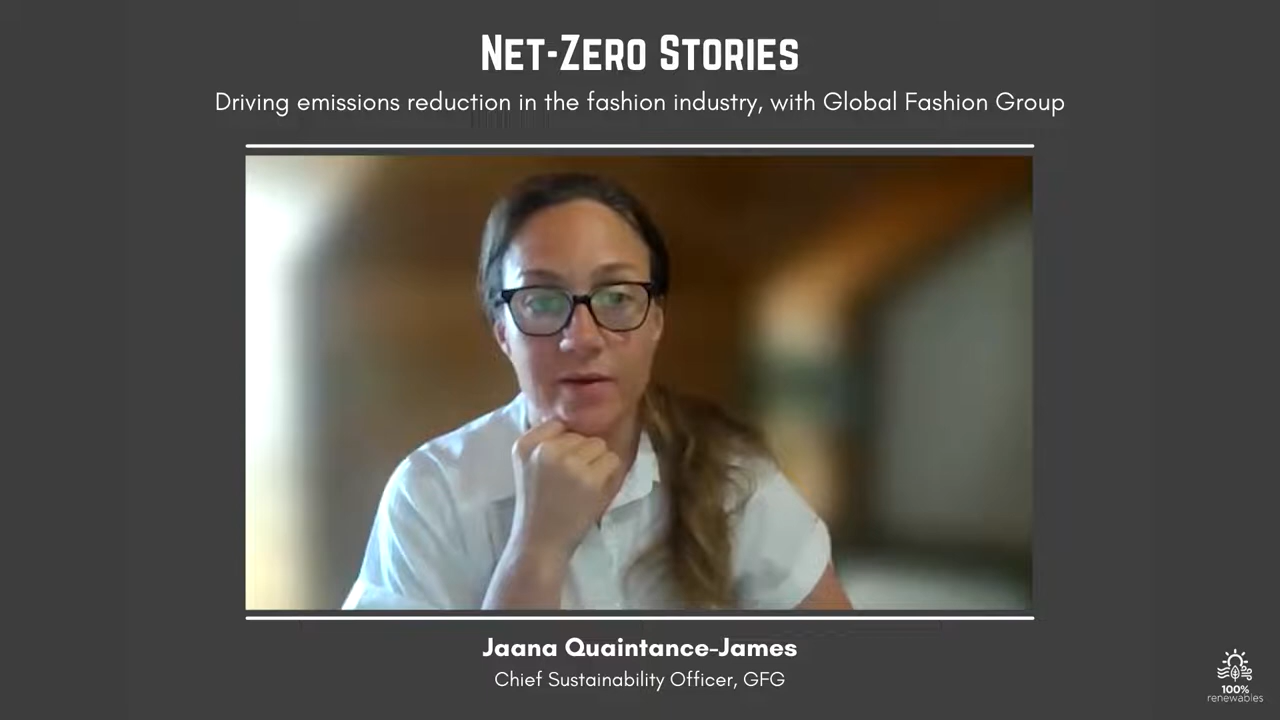 Net-Zero Stories
Driving emissions reduction in the fashion industry, with Global Fashion Group
Jaana Quaintance-James
Chief Sustainability Officer, GFG
100%
renewables